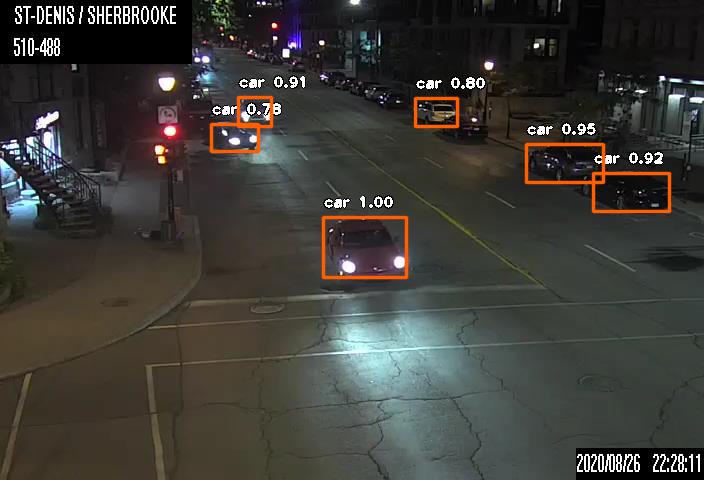 ST-DENIS / SHERBROOKE
510-488
car 0.91
car 0.80
car 0.78
car 0.95
car 0.92
car 1.00
2020/08/26 22:28:11